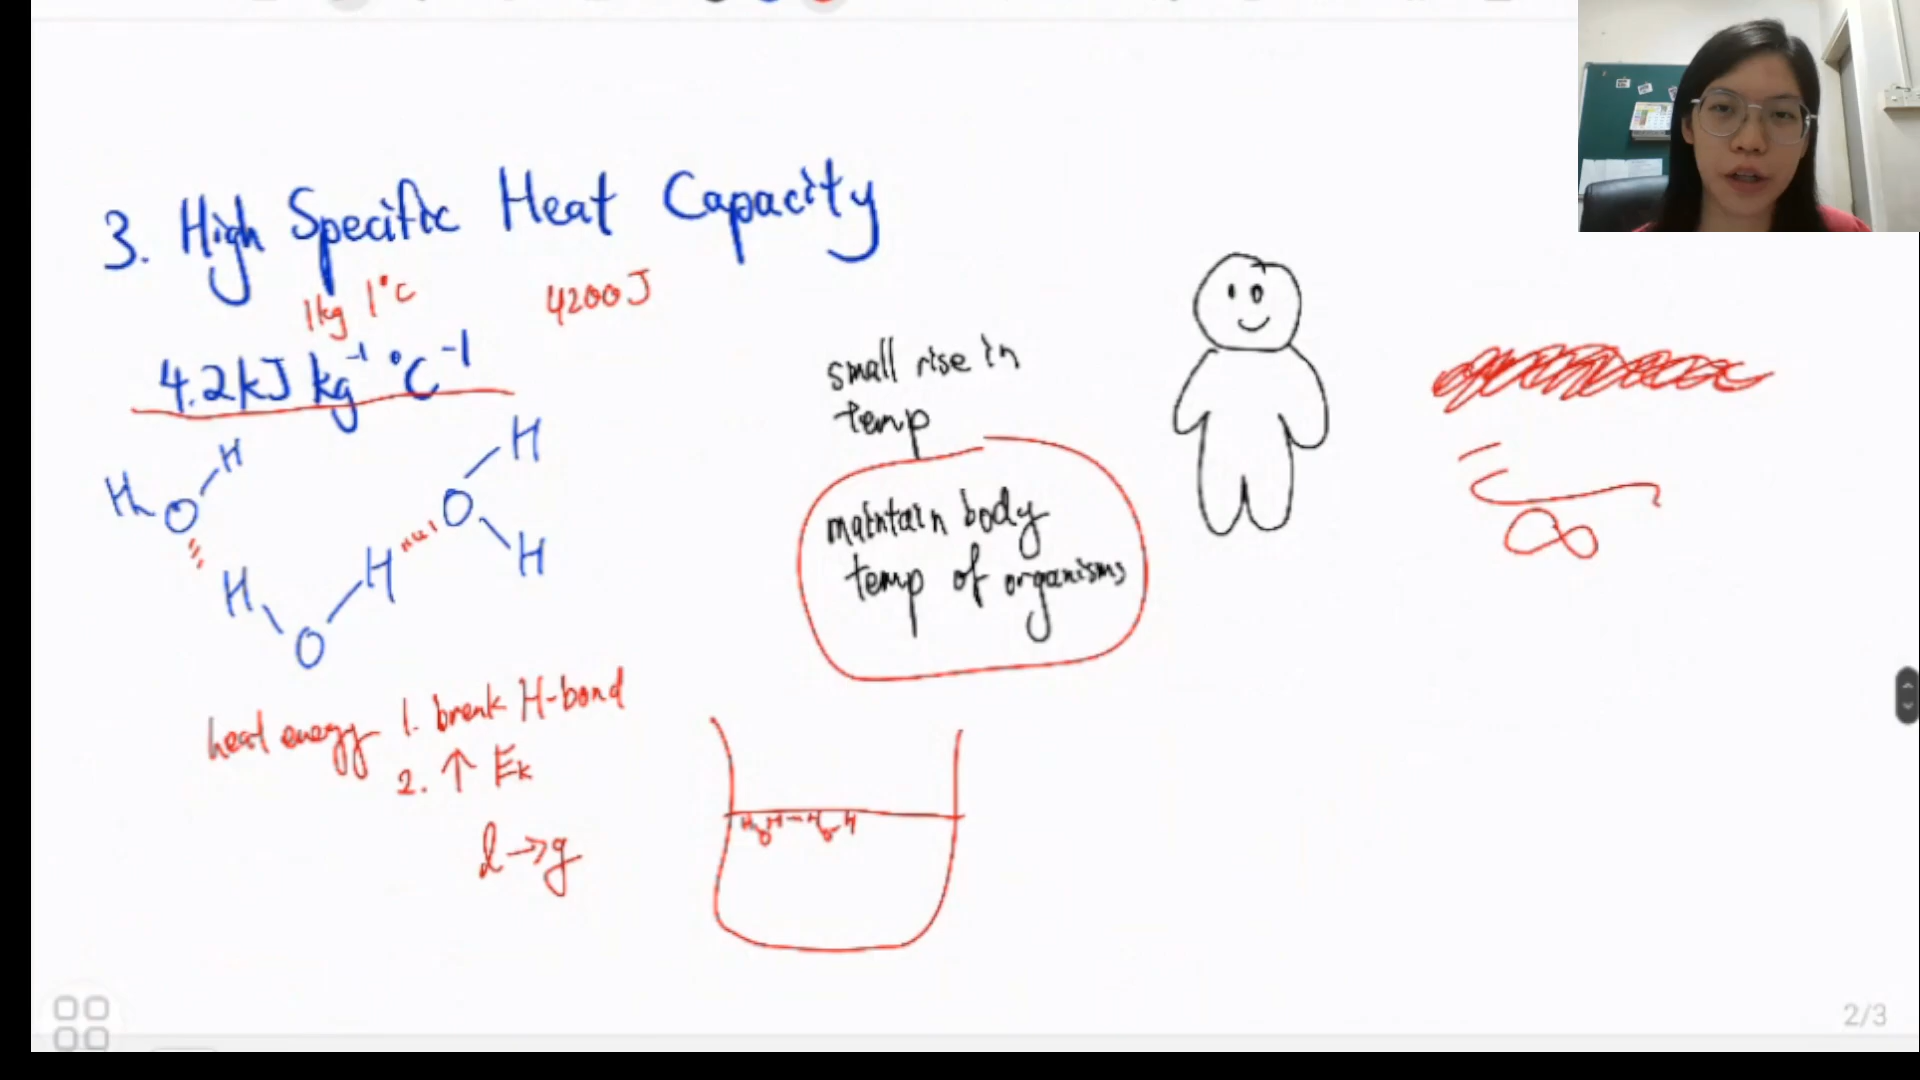 3. High Specific Heat Capacity
1kg 1°C
4200J
4.2kJ kg⁻¹ °C⁻¹
H O H
H O H
H O H
small rise in
temp
maintain body
temp of organisms
heat energy 1. break H-bond
2. ↑ Ek
l → g
H O H - H O H
2/3